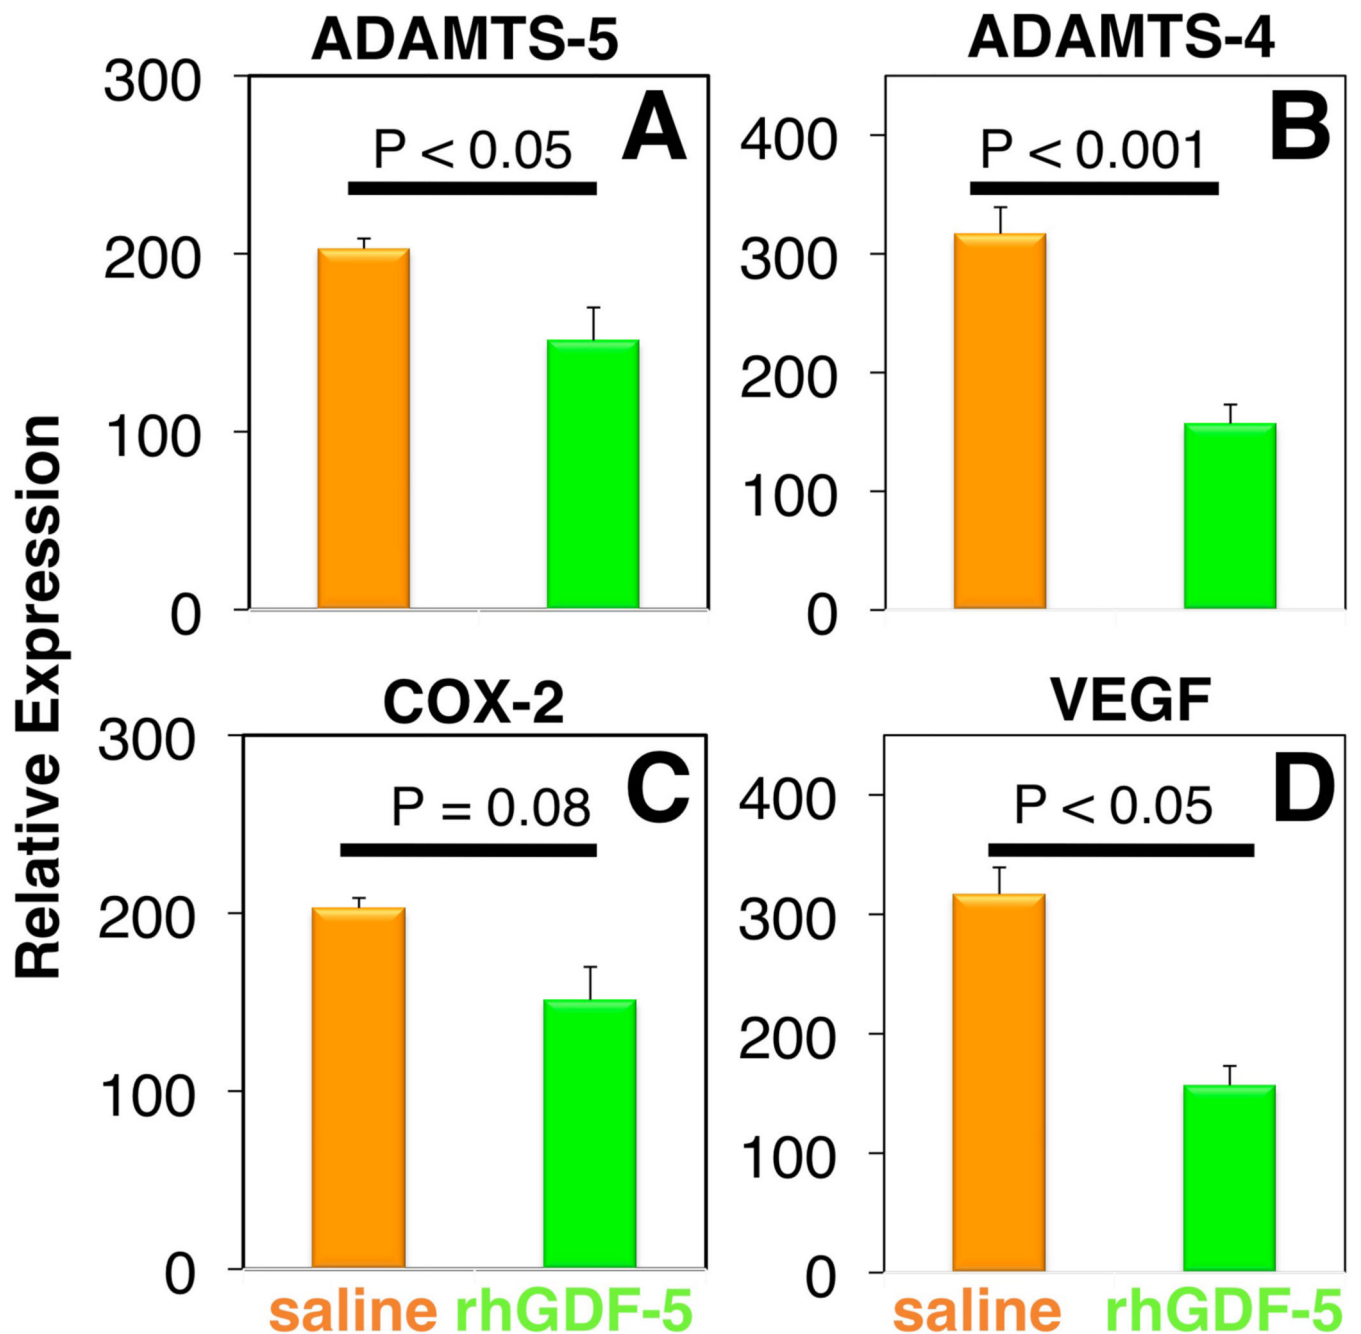 ADAMTS-5
ADAMTS-4
300
200
100
0
P < 0.05
A
400
300
200
100
0
P < 0.001
B
Relative Expression
COX-2
VEGF
300
200
100
0
P = 0.08
C
400
300
200
100
0
P < 0.05
D
saline rhGDF-5
saline rhGDF-5